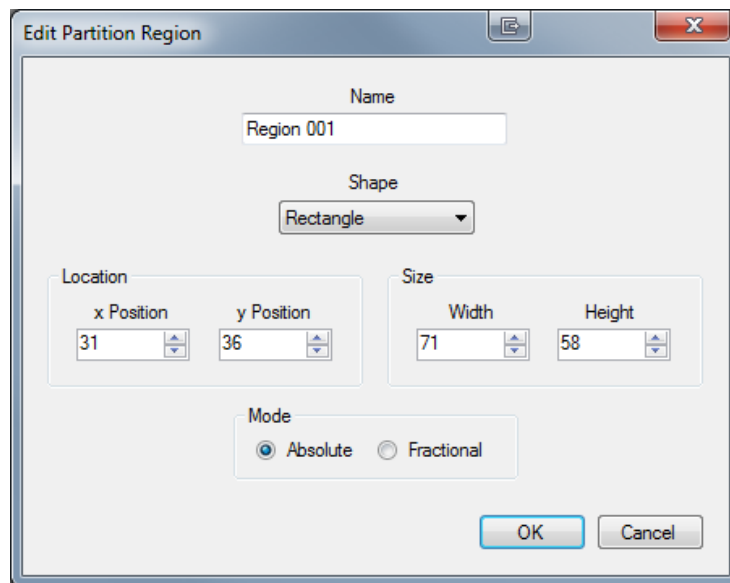 Edit Partition Region
Name
Region 001
Shape
Rectangle
Location
Size
x Position
y Position
Width
Height
31
36
71
58
Mode
Absolute
Fractional
OK
Cancel